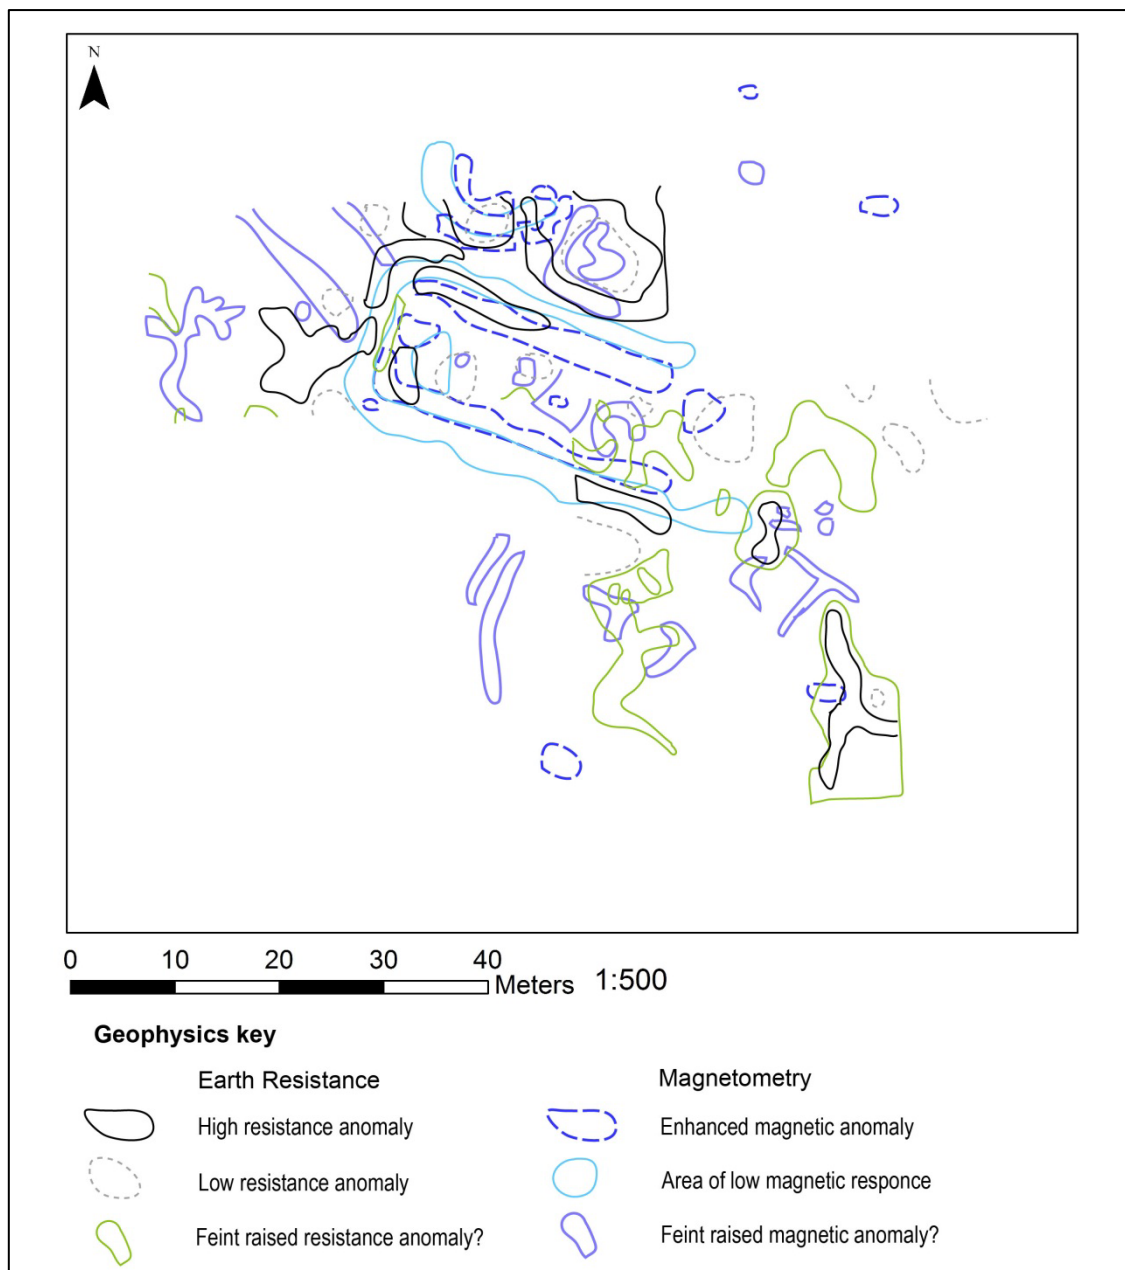 N
0 10 20 30 40
Meters 1:500
Geophysics key
Earth Resistance
High resistance anomaly
Low resistance anomaly
Feint raised resistance anomaly?
Magnetometry
Enhanced magnetic anomaly
Area of low magnetic responce
Feint raised magnetic anomaly?